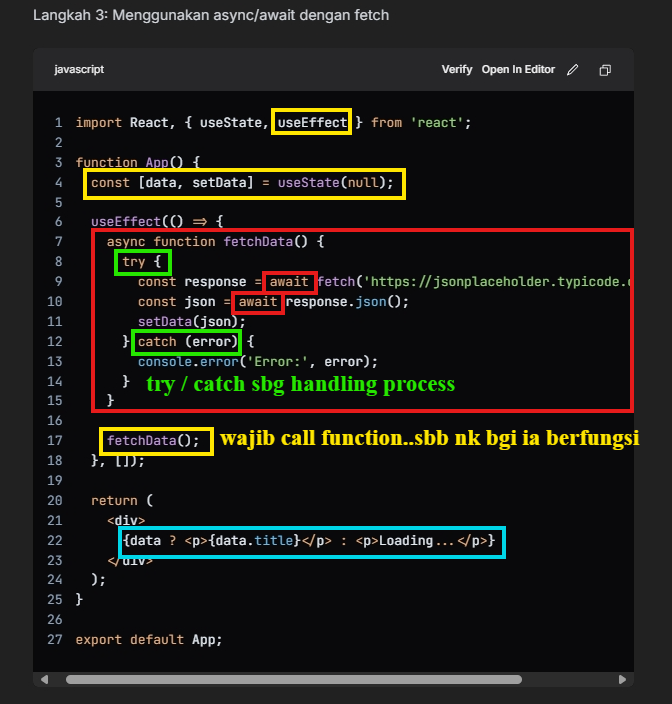 Langkah 3: Menggunakan async/await dengan fetch
javascript
Verify Open In Editor
1 import React, { useState, useEffect } from 'react';
2
3 function App() {
4 const [data, setData] = useState(null);
5
6 useEffect(() => {
7 async function fetchData() {
8 try {
9 const response = await fetch('https://jsonplaceholder.typicode.
10 const json = await response.json();
11 setData(json);
12 } catch (error) {
13 console.error('Error:', error);
14 }
try / catch sbg handling process
15 }
16
17 fetchData();
wajib call function..sbb nk bgi ia berfungsi
18 }, []);
19
20 return (
21 <div>
22 {data ? <p>{data.title}</p> : <p>Loading...</p>}
23 </div>
24 );
25 }
26
27 export default App;